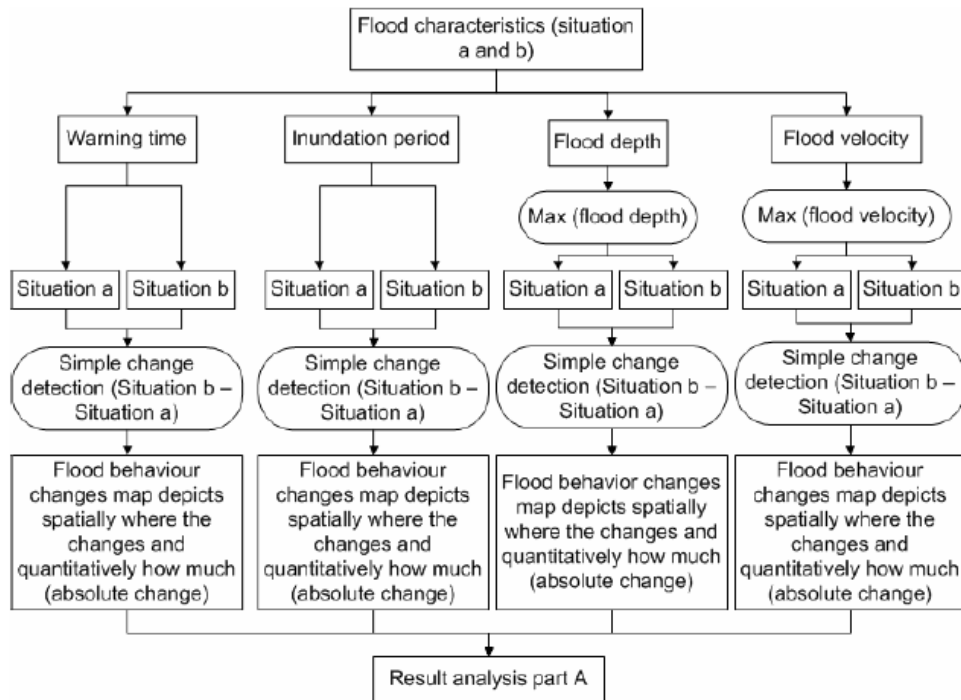 Flood characteristics (situation
a and b)
Warning time
Inundation period
Flood depth
Flood velocity
Max (flood depth)
Max (flood velocity)
Situation a
Situation b
Situation a
Situation b
Situation a
Situation b
Situation a
Situation b
Simple change
detection (Situation b –
Situation a)
Simple change
detection (Situation b –
Situation a)
Simple change
detection (Situation b –
Situation a)
Simple change
detection (Situation b –
Situation a)
Flood behaviour
changes map depicts
spatially where the
changes and
quantitatively how much
(absolute change)
Flood behaviour
changes map depicts
spatially where the
changes and
quantitatively how much
(absolute change)
Flood behavior changes
map depicts spatially
where the changes and
quantitatively how much
(absolute change)
Flood behaviour
changes map depicts
spatially where the
changes and
quantitatively how much
(absolute change)
Result analysis part A